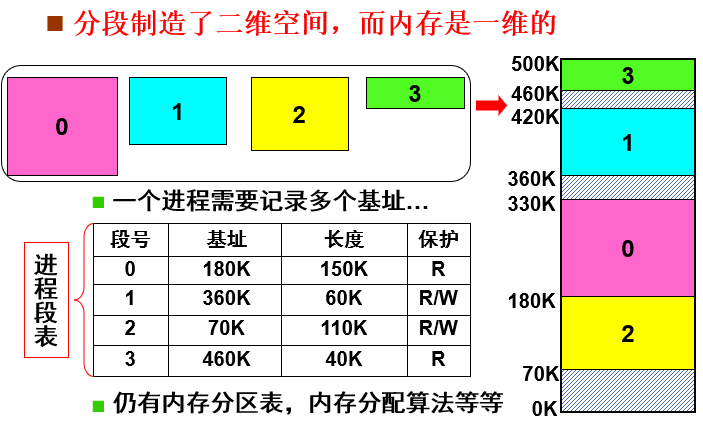 分段制造了二维空间，而内存是一维的
0
1
2
3
一个进程需要记录多个基址…
进程段表
段号 基址 长度 保护
0 180K 150K R
1 360K 60K R/W
2 70K 110K R/W
3 460K 40K R
仍有内存分区表，内存分配算法等等
500K
3
460K
420K
1
360K
330K
0
180K
2
70K
0K